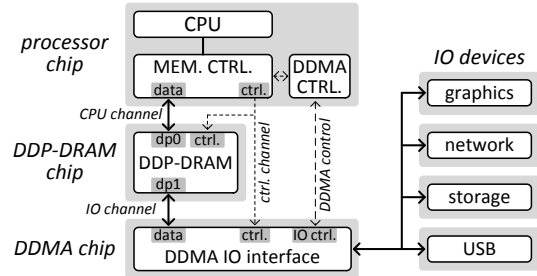 processor chip
CPU
MEM. CTRL.
data
ctrl.
DDMA CTRL.
IO devices
graphics
network
storage
USB
CPU channel
ctrl. channel
DDMA control
DDP-DRAM chip
dp0
ctrl.
DDP-DRAM
dp1
IO channel
DDMA chip
data
ctrl.
IO ctrl.
DDMA IO interface